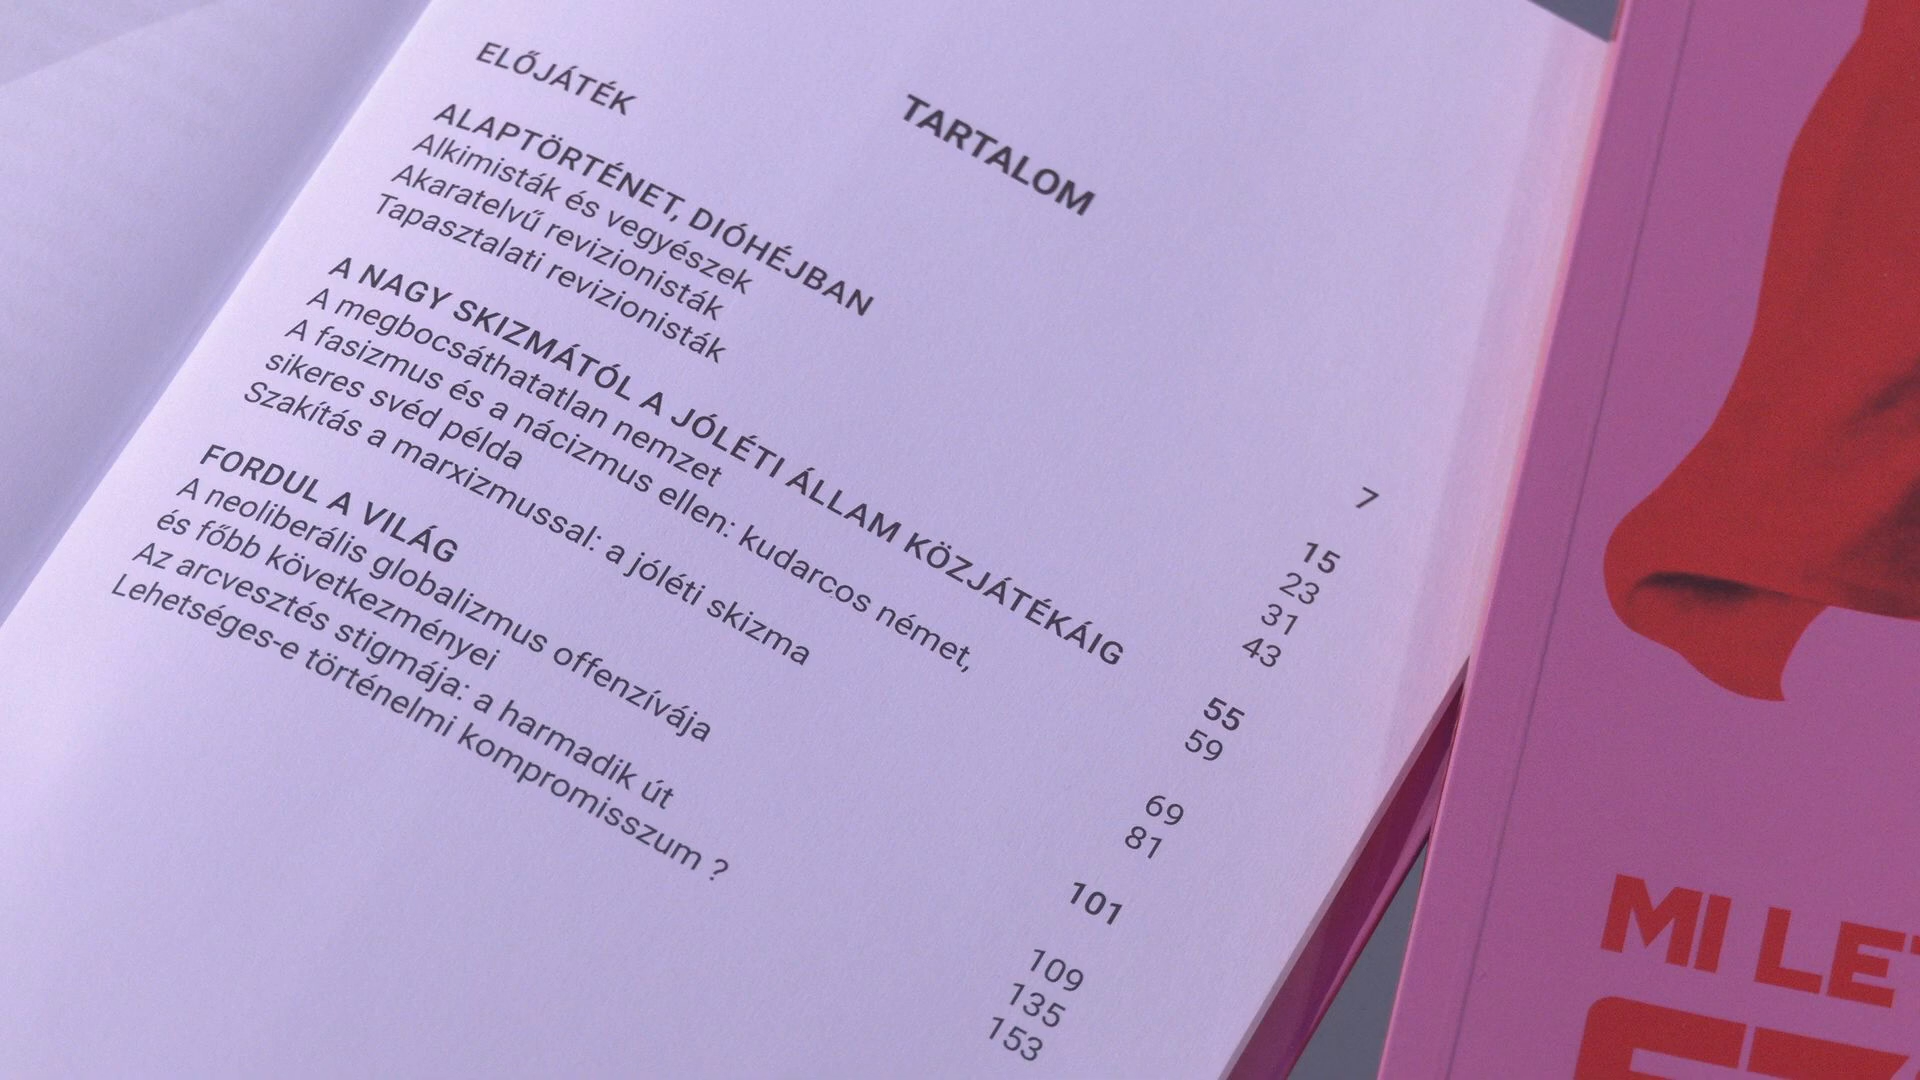 TARTALOM
ELŐJÁTÉK 7
ALAPTÖRTÉNET, DIÓHÉJBAN 15
Alkimisták és vegyészek 23
Akaratelvű revizionisták 31
Tapasztalati revizionisták 43
A NAGY SKIZMÁTÓL A JÓLÉTI ÁLLAM KÖZJÁTÉKÁIG 55
A megbocsáthatatlan nemzet 59
A fasizmus és a nácizmus ellen: kudarcos német,
sikeres svéd példa 69
Szakítás a marxizmussal: a jóléti skizma 81
FORDUL A VILÁG 101
A neoliberális globalizmus offenzívája
és főbb következményei 109
Az arcvesztés stigmája: a harmadik út 135
Lehetséges-e történelmi kompromisszum ? 153
MI LET